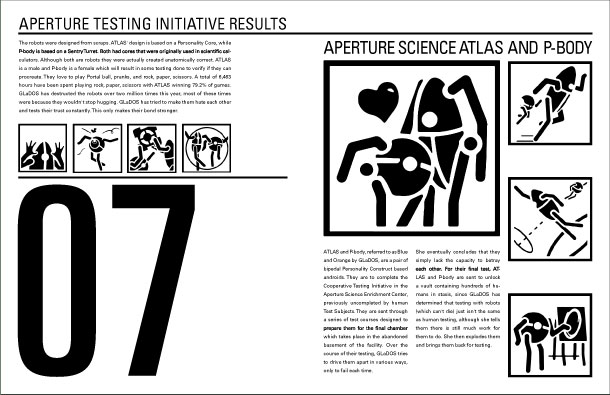 APERTURE TESTING INITIATIVE RESULTS
The robots were designed from scraps. ATLAS' design is based on a Personality Core, while
P-body is based on a Sentry Turret. Both had cores that were originally used in scientific cal-
culators. Although both are robots they were actually created anatomically correct. ATLAS
is a male and P-body is a female which will result in some testing done to verify if they can
procreate. They love to play Portal ball, pranks, and rock, paper, scissors. A total of 6,463
hours have been spent playing rock, paper, scissors with ATLAS winning 79.2% of games.
GLaDOS has destructed the robots over two million times this year, most of these times
were because they wouldn't stop hugging. GLaDOS has tried to make them hate each other
and tests their trust constantly. This only makes their bond stronger.
07
APERTURE SCIENCE ATLAS AND P-BODY
ATLAS and P-body, referred to as Blue
and Orange by GLaDOS, are a pair of
bipedal Personality Construct based
androids. They are to complete the
Cooperative Testing Initiative in the
Aperture Science Enrichment Center,
previously uncompleted by human
Test Subjects. They are sent through
a series of test courses designed to
prepare them for the final chamber
which takes place in the abandoned
basement of the facility. Over the
course of their testing, GLaDOS tries
to drive them apart in various ways,
only to fail each time.
She eventually concludes that they
simply lack the capacity to betray
each other. For their final test, AT-
LAS and P-body are sent to unlock
a vault containing hundreds of hu-
mans in stasis, since GLaDOS has
determined that testing with robots
(which can't die) just isn't the same
as human testing, although she tells
them there is still much work for
them to do. She then explodes them
and brings them back for testing.